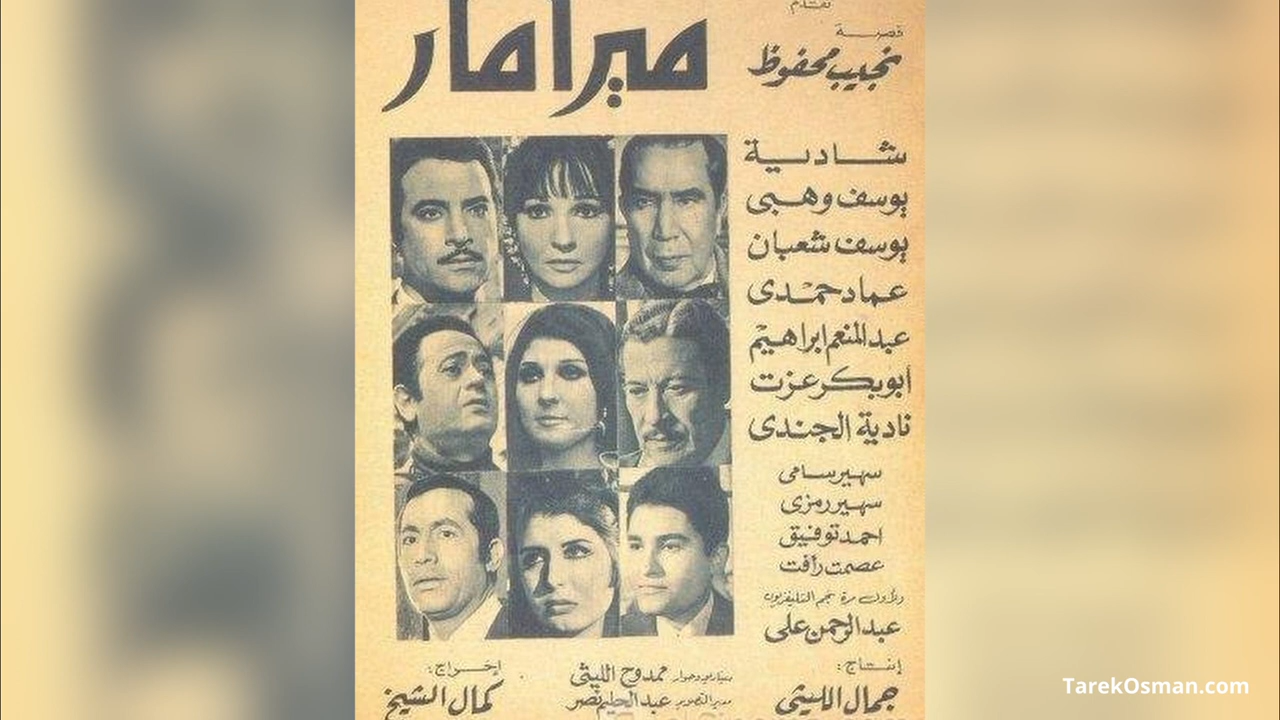 ميرامار
تقدم
قصة
نجيب محفوظ
شادية
يوسف وهبى
يوسف شعبان
عماد حمدى
عبد المنعم ابراهيم
ابوبكر عزت
نادية الجندى
سهير سامى
سهير رمزى
احمد توفيق
عصمت رأفت
ولأول مرة نجم التليفزيون
عبد الرحمن على
إنتاج:
جمال الليثى
سيناريو وحوار ممدوح الليثى
مدير التصوير عبد الحليم نصر
إخراج:
كمال الشيخ
TarekOsman.com